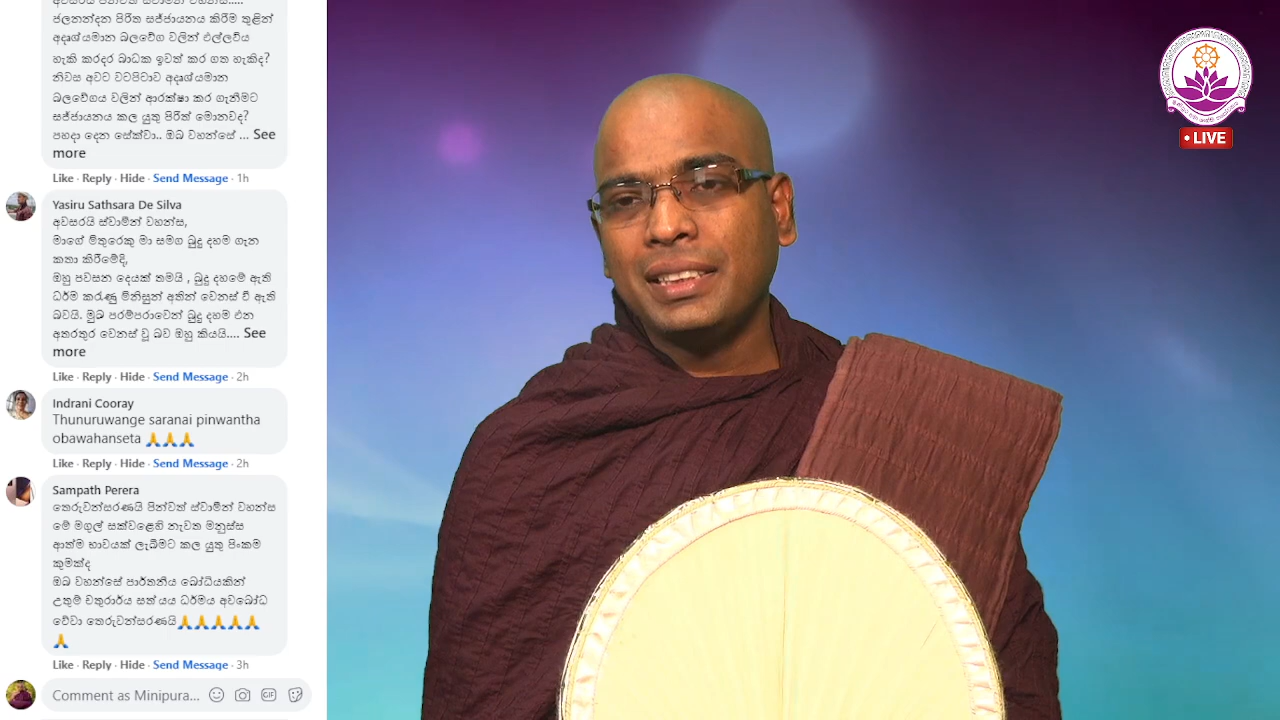 අවසරයි පින්වත් ස්වාමීන් වහන්ස.....
ජලනන්දන පිරිත සජ්ජායනය කිරීම තුළින්
අදෘශ්‍යමාන බලවේග වලින් එල්ලවිය
හැකි කරදර බාධක ඉවත් කර ගත හැකිද?
නිවස අවට වටපිටාව අදෘශ්‍යමාන
බලවේගය වලින් ආරක්ෂා කර ගැනීමට
සජ්ජායනය කල යුතු පිරිත් මොනවද?
පහදා දෙන සේක්වා.. ඔබ වහන්සේ ... See
more
Like · Reply · Hide · Send Message · 1h
Yasiru Sathsara De Silva
අවසරයි ස්වාමීන් වහන්ස,
මාගේ මිතුරෙකු මා සමග බුදු දහම ගැන
කතා කිරීමේදි,
ඔහු පවසන දෙයක් තමයි , බුදු දහමේ ඇති
ධර්ම කරුණු මිනිසුන් අතින් වෙනස් වී ඇති
බවයි. මුඛ පරම්පරාවෙන් බුදු දහම එන
අතරතුර වෙනස් වූ බව ඔහු කියයි.... See
more
Like · Reply · Hide · Send Message · 2h
Indrani Cooray
Thunuruwange saranai pinwantha
obawahanseta 🙏🙏🙏
Like · Reply · Hide · Send Message · 2h
Sampath Perera
තෙරුවන්සරණයි පින්වත් ස්වාමීන් වහන්ස
මේ මගුල් සක්වළෙහි නැවත මනුස්ස
ආත්ම භාවයක් ලැබීමට කල යුතු පිංකම
කුමක්ද
ඔබ වහන්සේ පාර්තනීය බෝධියකින්
උතුම් චතුරාර්ය සත්‍යය ධර්මය අවබෝධ
වේවා තෙරුවන්සරණයි🙏🙏🙏🙏🙏
🙏
Like · Reply · Hide · Send Message · 3h
Comment as Minipura...
GIF
LIVE